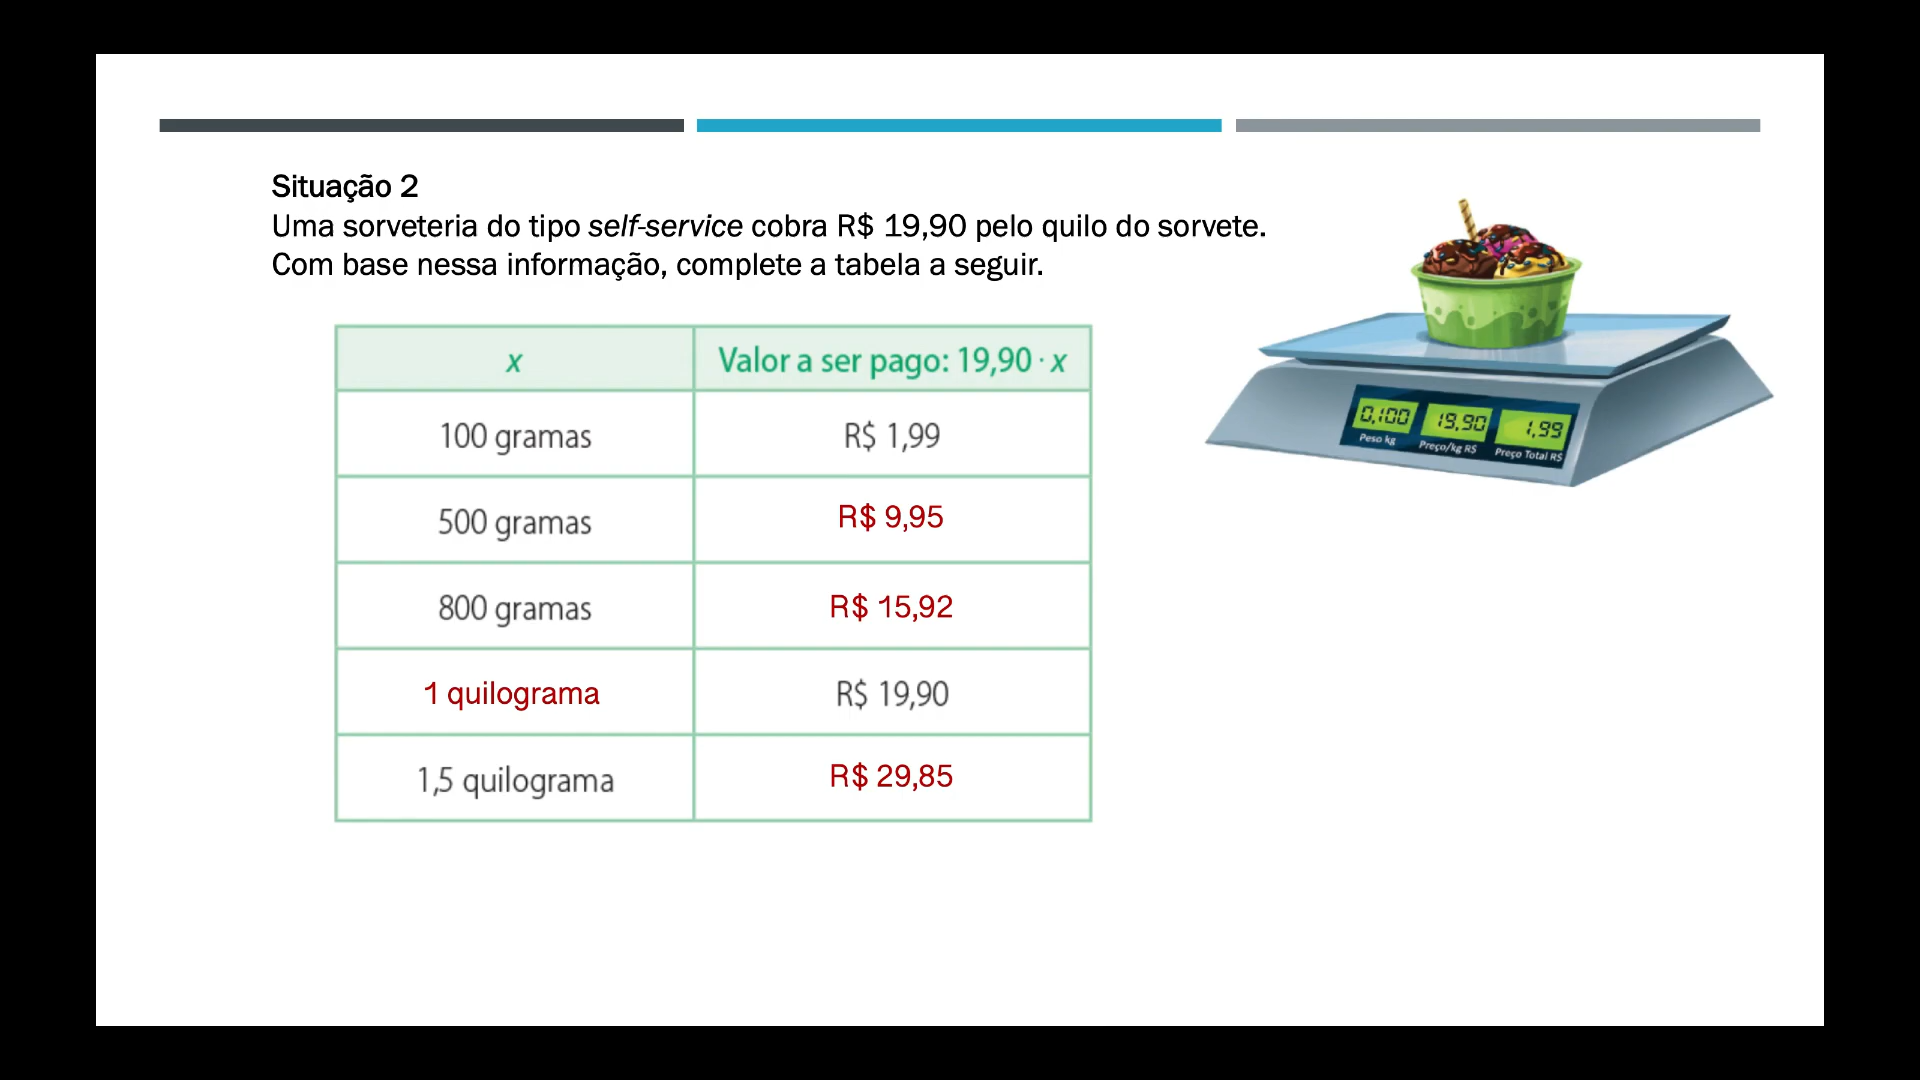 Situação 2
Uma sorveteria do tipo self-service cobra R$ 19,90 pelo quilo do sorvete.
Com base nessa informação, complete a tabela a seguir.
x Valor a ser pago: 19,90 · x
100 gramas R$ 1,99
500 gramas R$ 9,95
800 gramas R$ 15,92
1 quilograma R$ 19,90
1,5 quilograma R$ 29,85
0,100 19,90 1,99
Peso kg Preço/kg R$ Preço Total R$